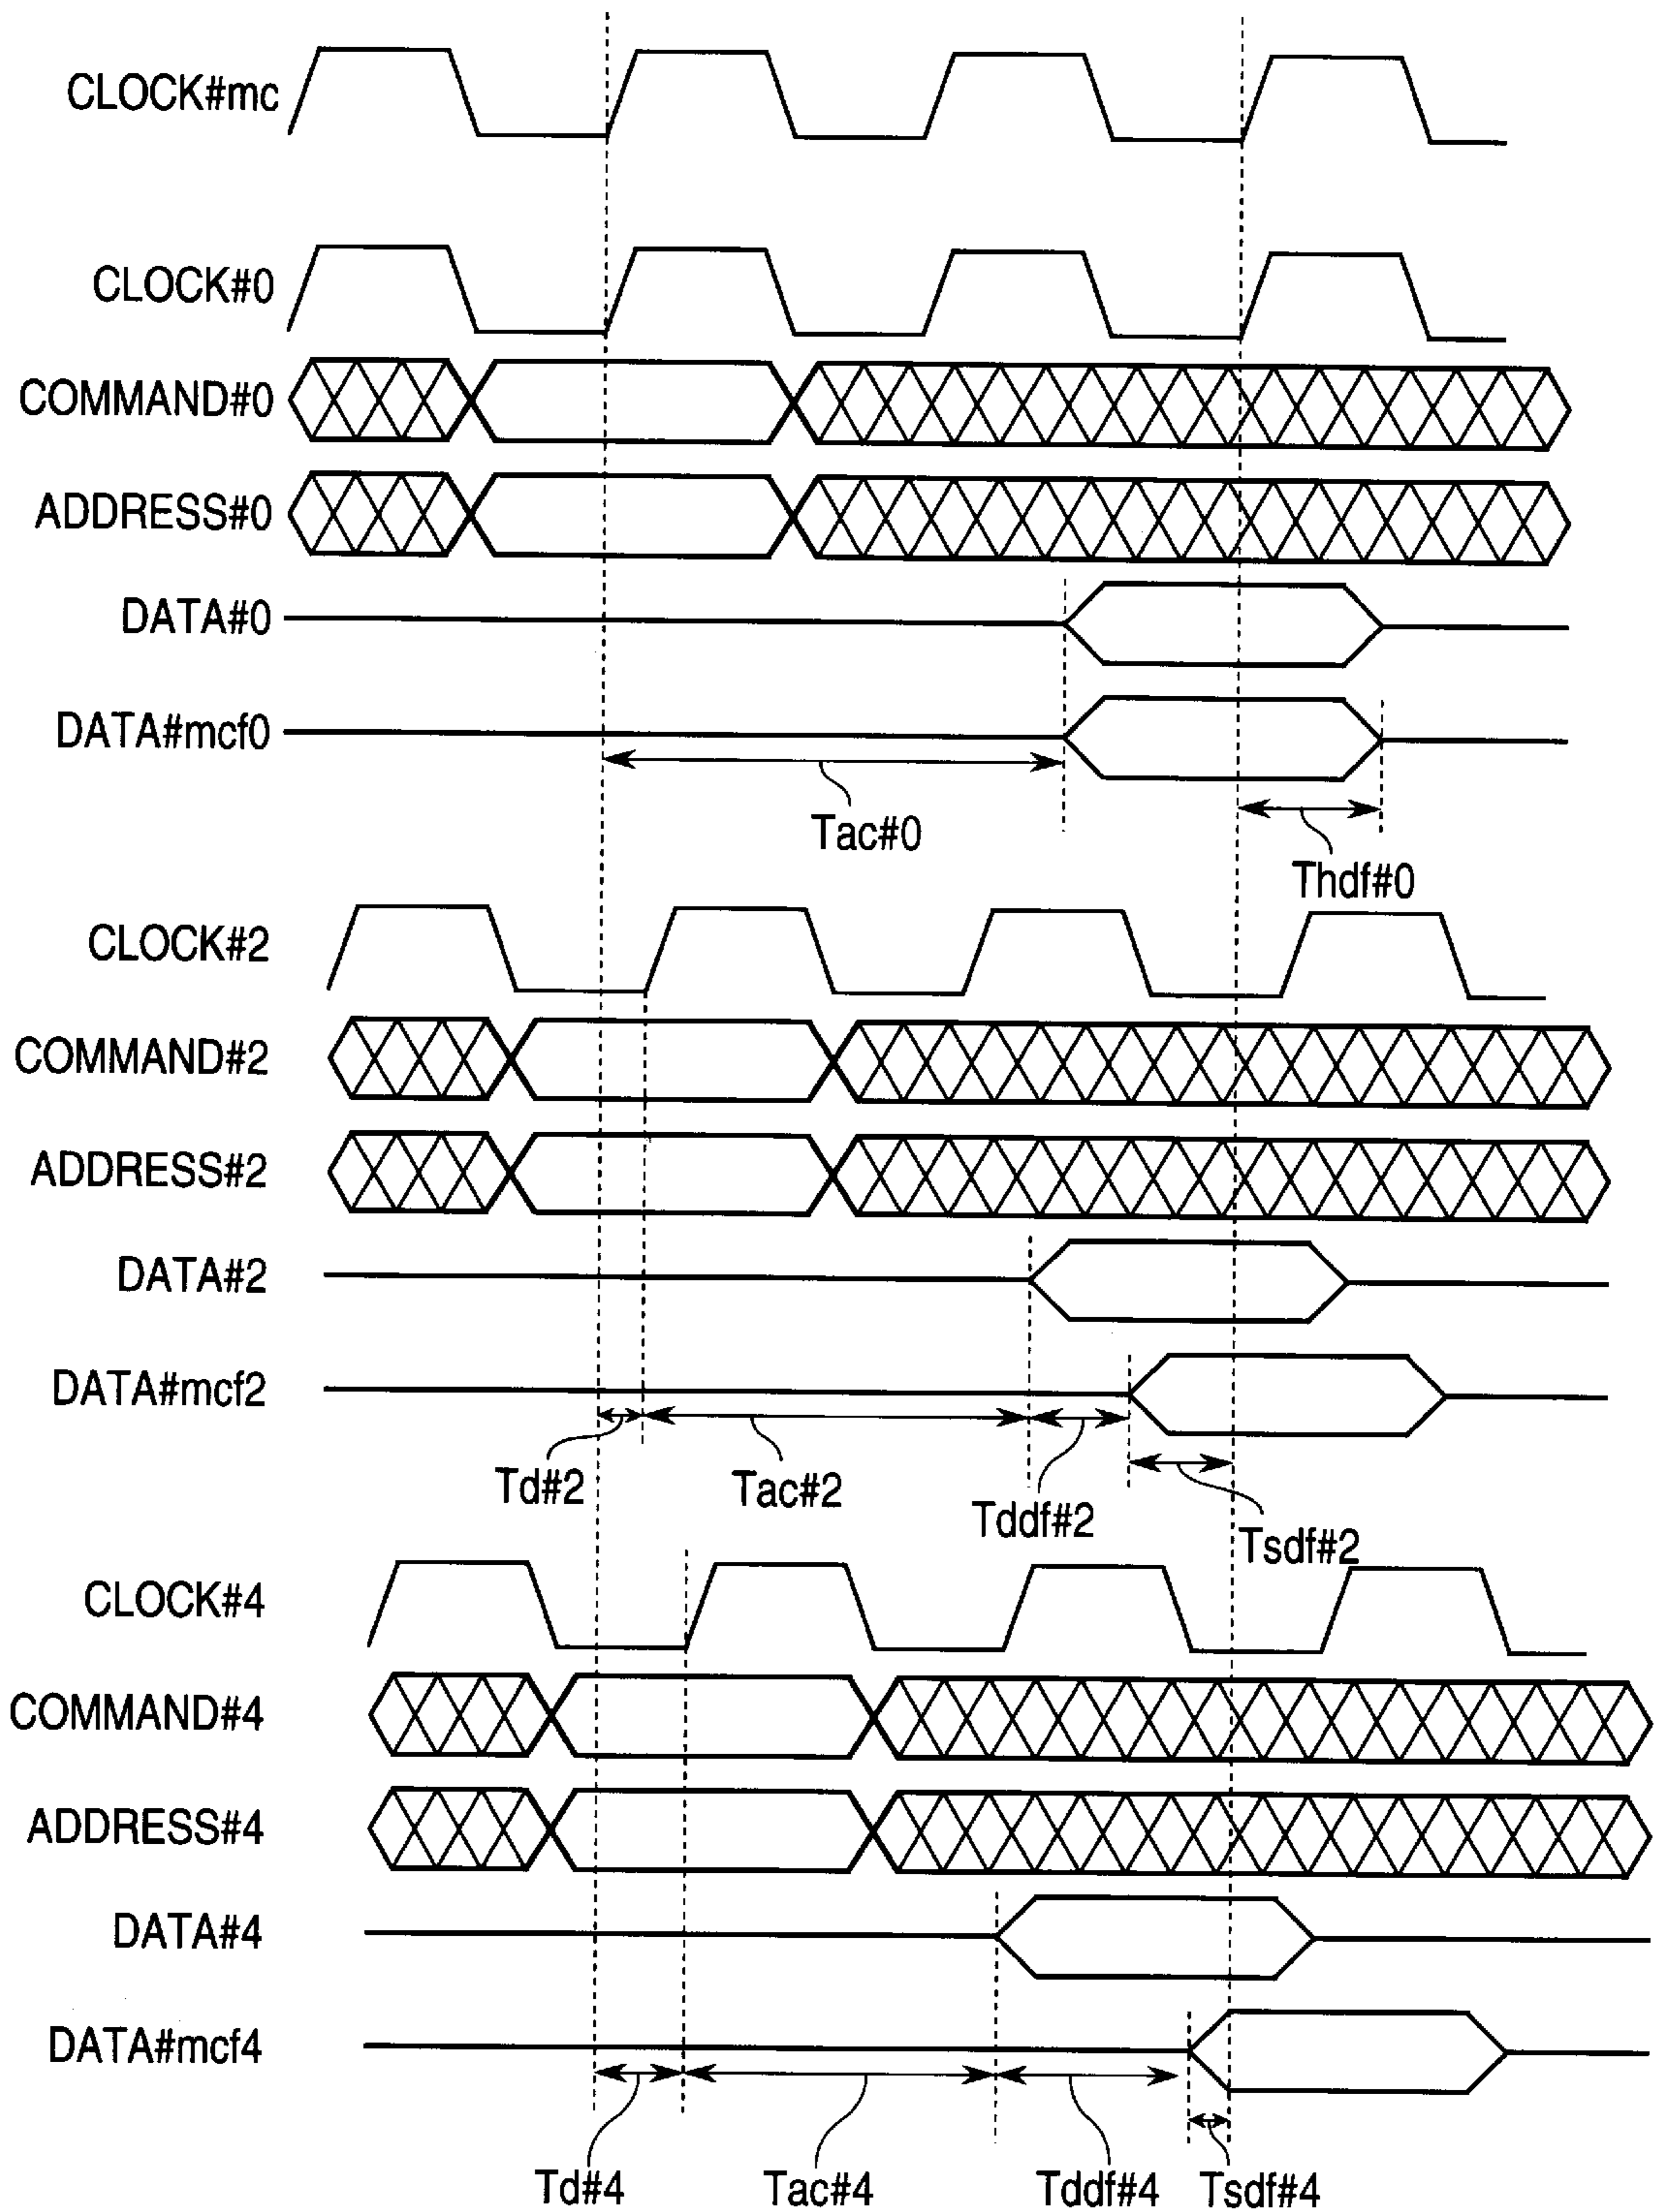 CLOCK#mc
CLOCK#0
COMMAND#0
ADDRESS#0
DATA#0
DATA#mcf0
Tac#0
Thdf#0
CLOCK#2
COMMAND#2
ADDRESS#2
DATA#2
DATA#mcf2
Td#2
Tac#2
Tddf#2
Tsdf#2
CLOCK#4
COMMAND#4
ADDRESS#4
DATA#4
DATA#mcf4
Td#4
Tac#4
Tddf#4
Tsdf#4